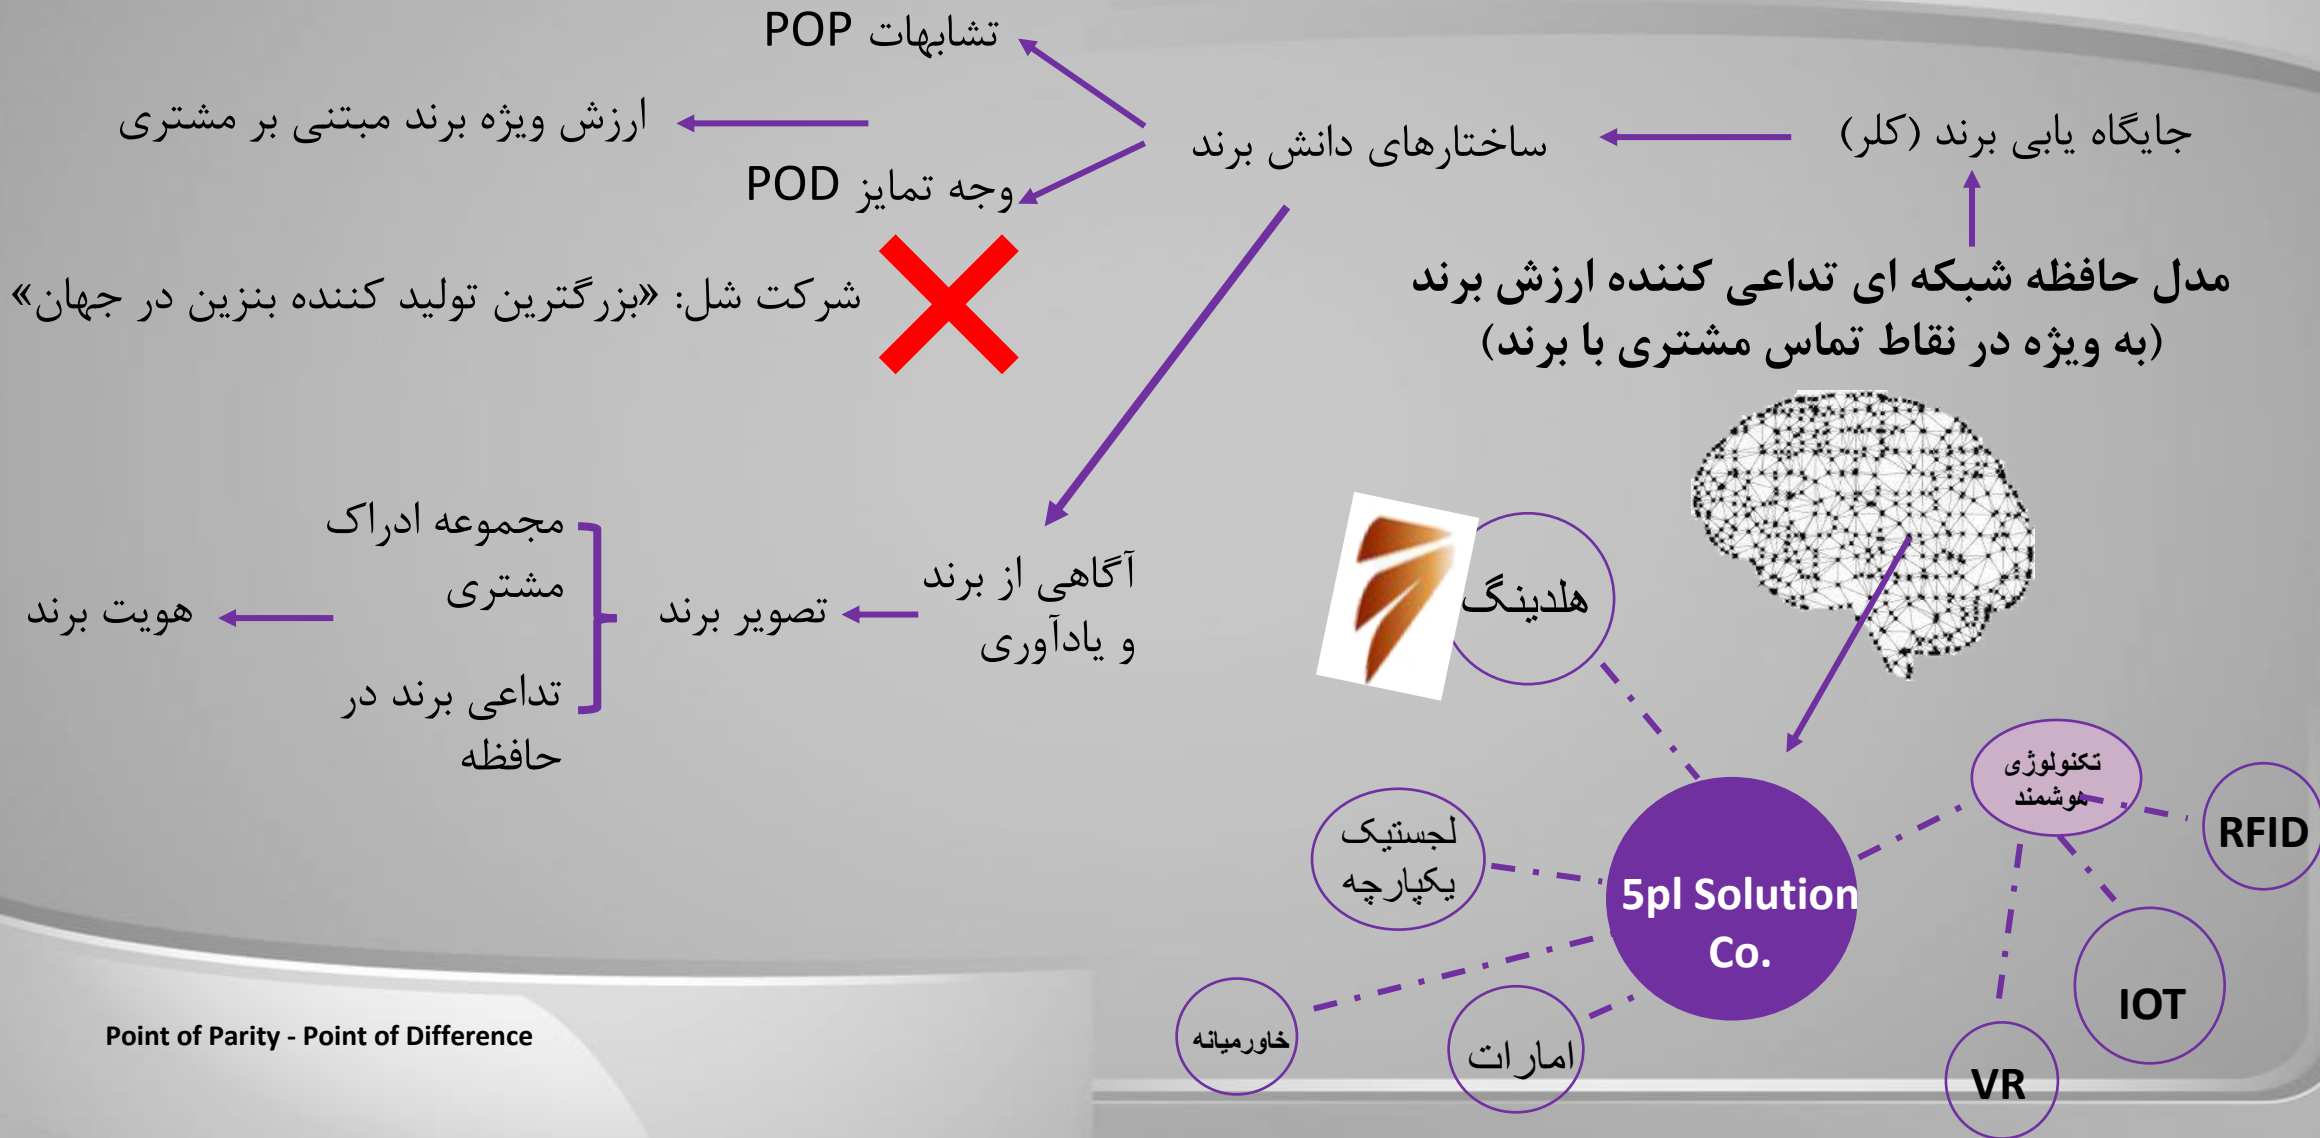 تشابهات POP
جایگاه یابی برند (کلر)
ساختارهای دانش برند
ارزش ویژه برند مبتنی بر مشتری
وجه تمایز POD
مدل حافظه شبکه ای تداعی کننده ارزش برند
(به ویژه در نقاط تماس مشتری با برند)
شرکت شل: «بزرگترین تولید کننده بنزین در جهان»
آگاهی از برند
و یادآوری
تصویر برند
مجموعه ادراک
مشتری
تداعی برند در
حافظه
هویت برند
هلدینگ
تکنولوژی
هوشمند
RFID
لجستیک
یکپارچه
5pl Solution
Co.
IOT
VR
امارات
خاورمیانه
Point of Parity - Point of Difference